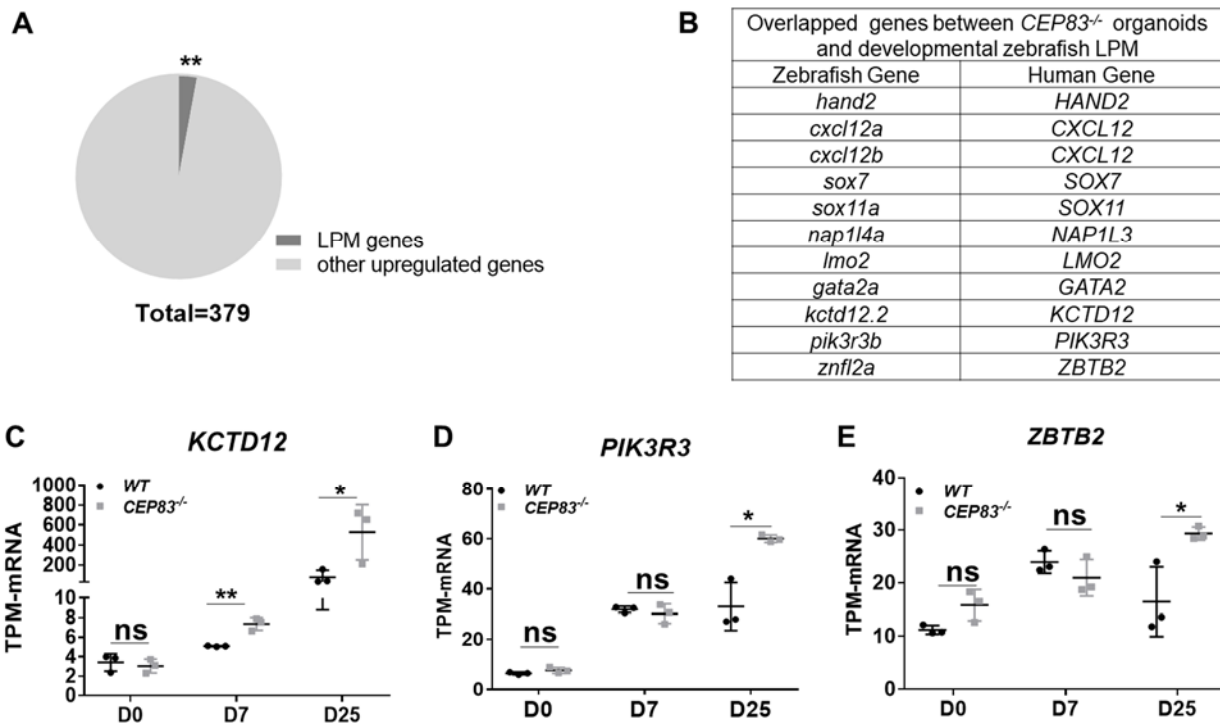 A
**
LPM genes
other upregulated genes
Total=379
B
Overlapped genes between CEP83-/- organoids
and developmental zebrafish LPM
Zebrafish Gene Human Gene
hand2 HAND2
cxcl12a CXCL12
cxcl12b CXCL12
sox7 SOX7
sox11a SOX11
nap1l4a NAP1L3
lmo2 LMO2
gata2a GATA2
kctd12.2 KCTD12
pik3r3b PIK3R3
znfl2a ZBTB2
C
KCTD12
TPM-mRNA
1000
800
600
400
200
10
8
6
4
2
0
WT
CEP83-/-
ns
**
*
D0 D7 D25
D
PIK3R3
TPM-mRNA
80
60
40
20
0
WT
CEP83-/-
ns
ns
*
D0 D7 D25
E
ZBTB2
TPM-mRNA
40
30
20
10
0
WT
CEP83-/-
ns
ns
*
D0 D7 D25